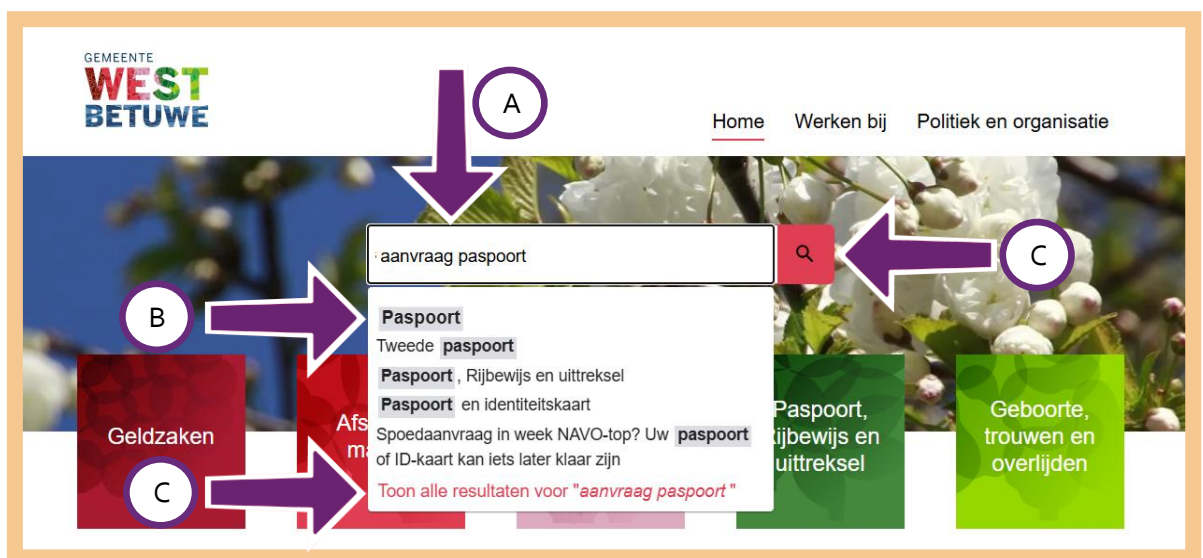 GEMEENTE
WEST
BETUWE
A
Home Werken bij Politiek en organisatie
aanvraag paspoort
C
B
Paspoort
Tweede paspoort
Paspoort, Rijbewijs en uittreksel
Paspoort en identiteitskaart
Spoedaanvraag in week NAVO-top? Uw paspoort
of ID-kaart kan iets later klaar zijn
Toon alle resultaten voor "aanvraag paspoort"
C
Geldzaken
Paspoort,
Rijbewijs en
uittreksel
Geboorte,
trouwen en
overlijden